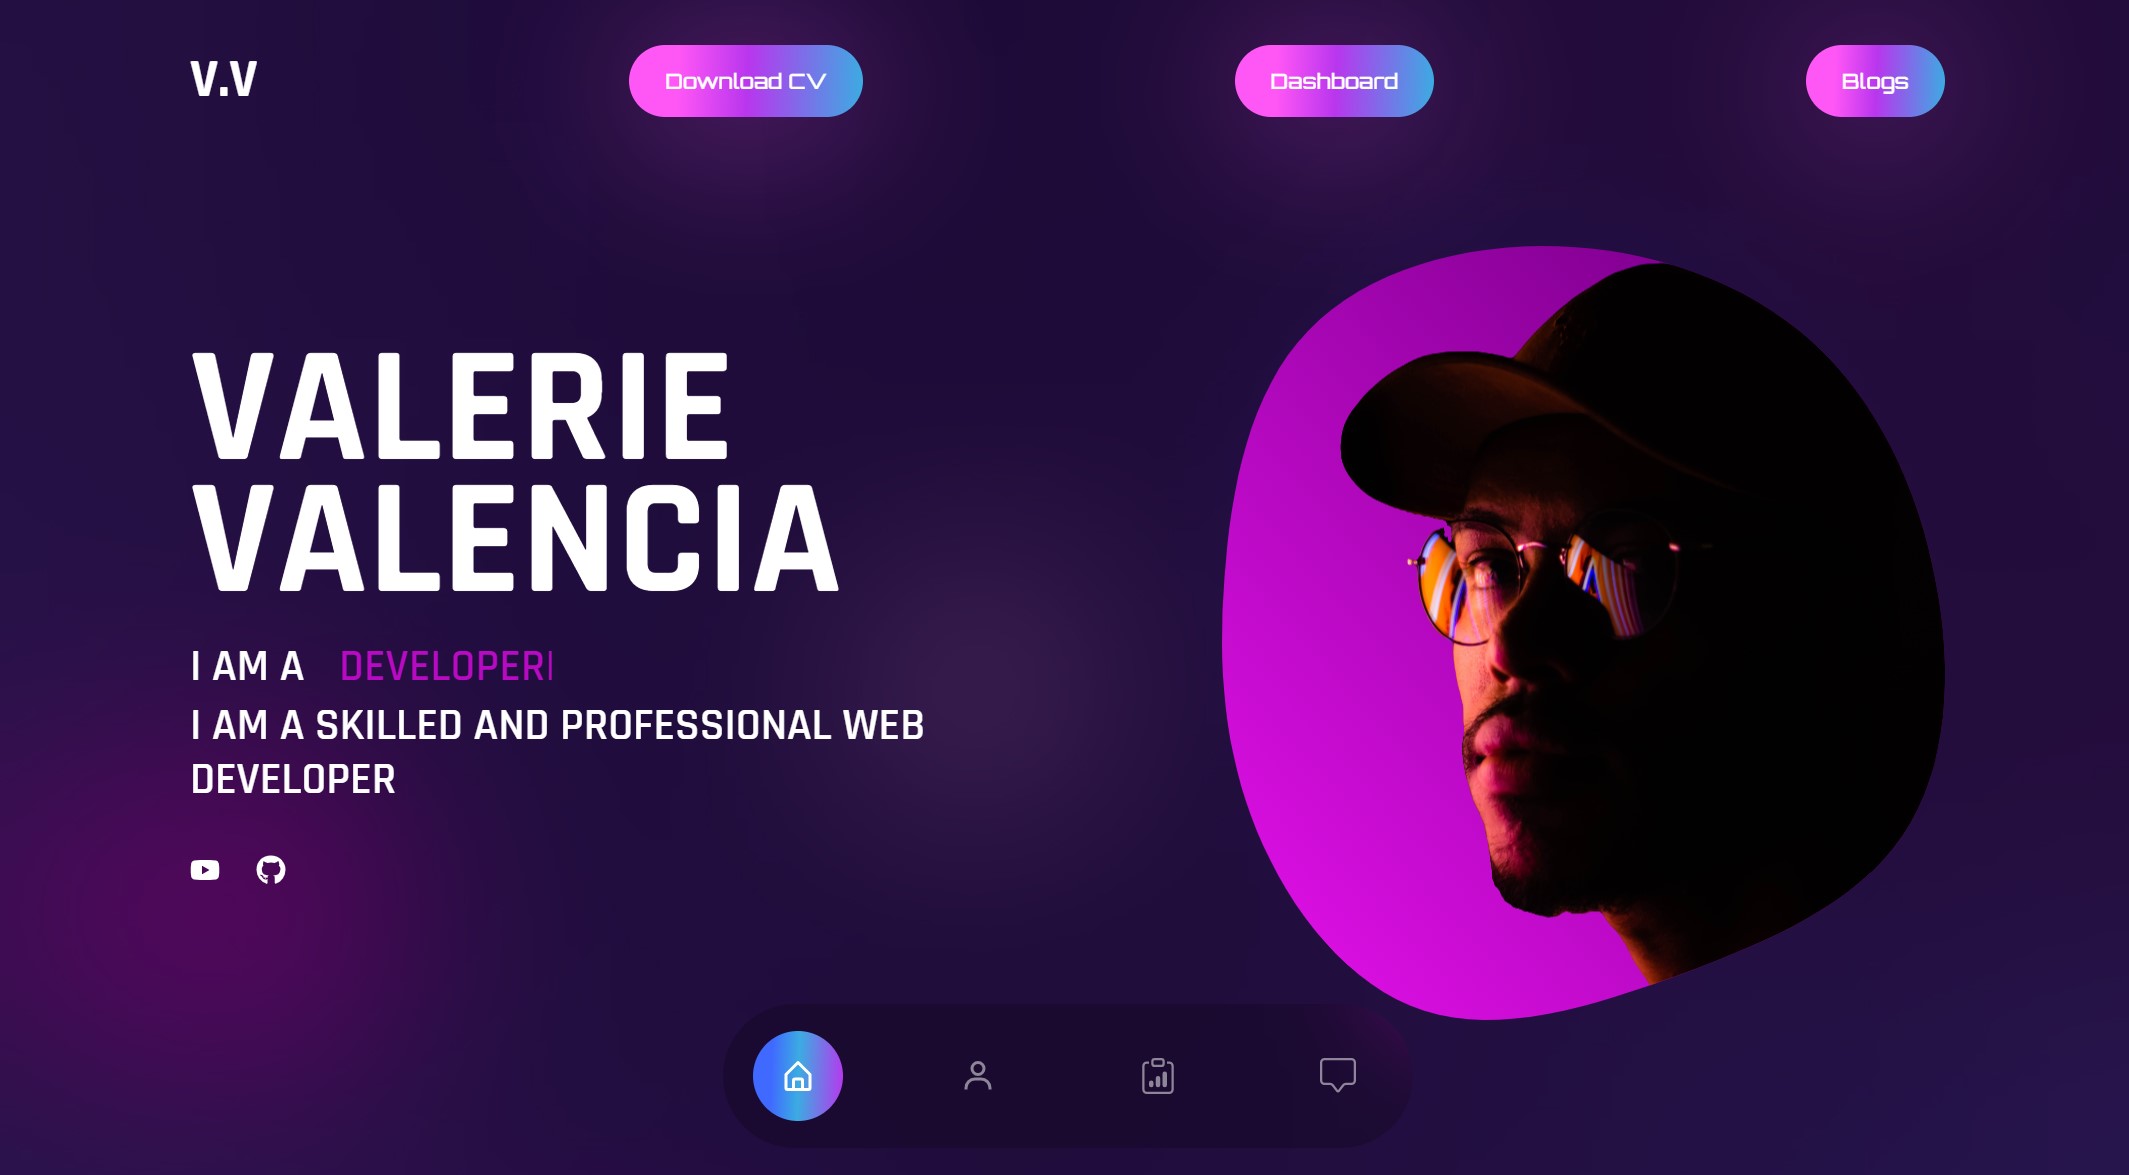 V.V
Download CV
Dashboard
Blogs
VALERIE
VALENCIA
I AM A DEVELOPER|
I AM A SKILLED AND PROFESSIONAL WEB
DEVELOPER